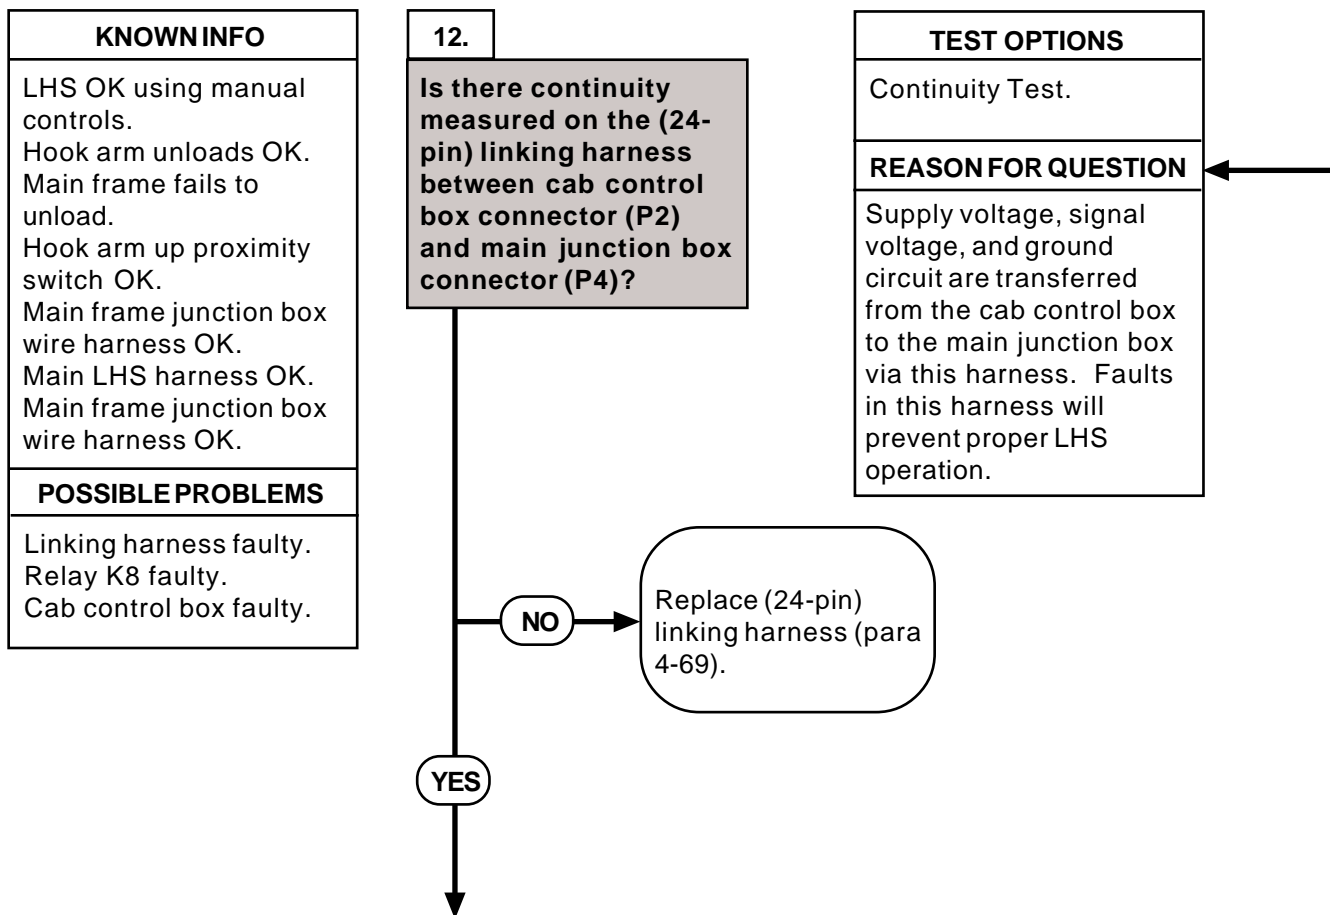 KNOWN INFO
LHS OK using manual
controls.
Hook arm unloads OK.
Main frame fails to
unload.
Hook arm up proximity
switch OK.
Main frame junction box
wire harness OK.
Main LHS harness OK.
Main frame junction box
wire harness OK.
POSSIBLE PROBLEMS
Linking harness faulty.
Relay K8 faulty.
Cab control box faulty.
12.
Is there continuity
measured on the (24-
pin) linking harness
between cab control
box connector (P2)
and main junction box
connector (P4)?
NO
Replace (24-pin)
linking harness (para
4-69).
YES
TEST OPTIONS
Continuity Test.
REASON FOR QUESTION
Supply voltage, signal
voltage, and ground
circuit are transferred
from the cab control box
to the main junction box
via this harness.  Faults
in this harness will
prevent proper LHS
operation.